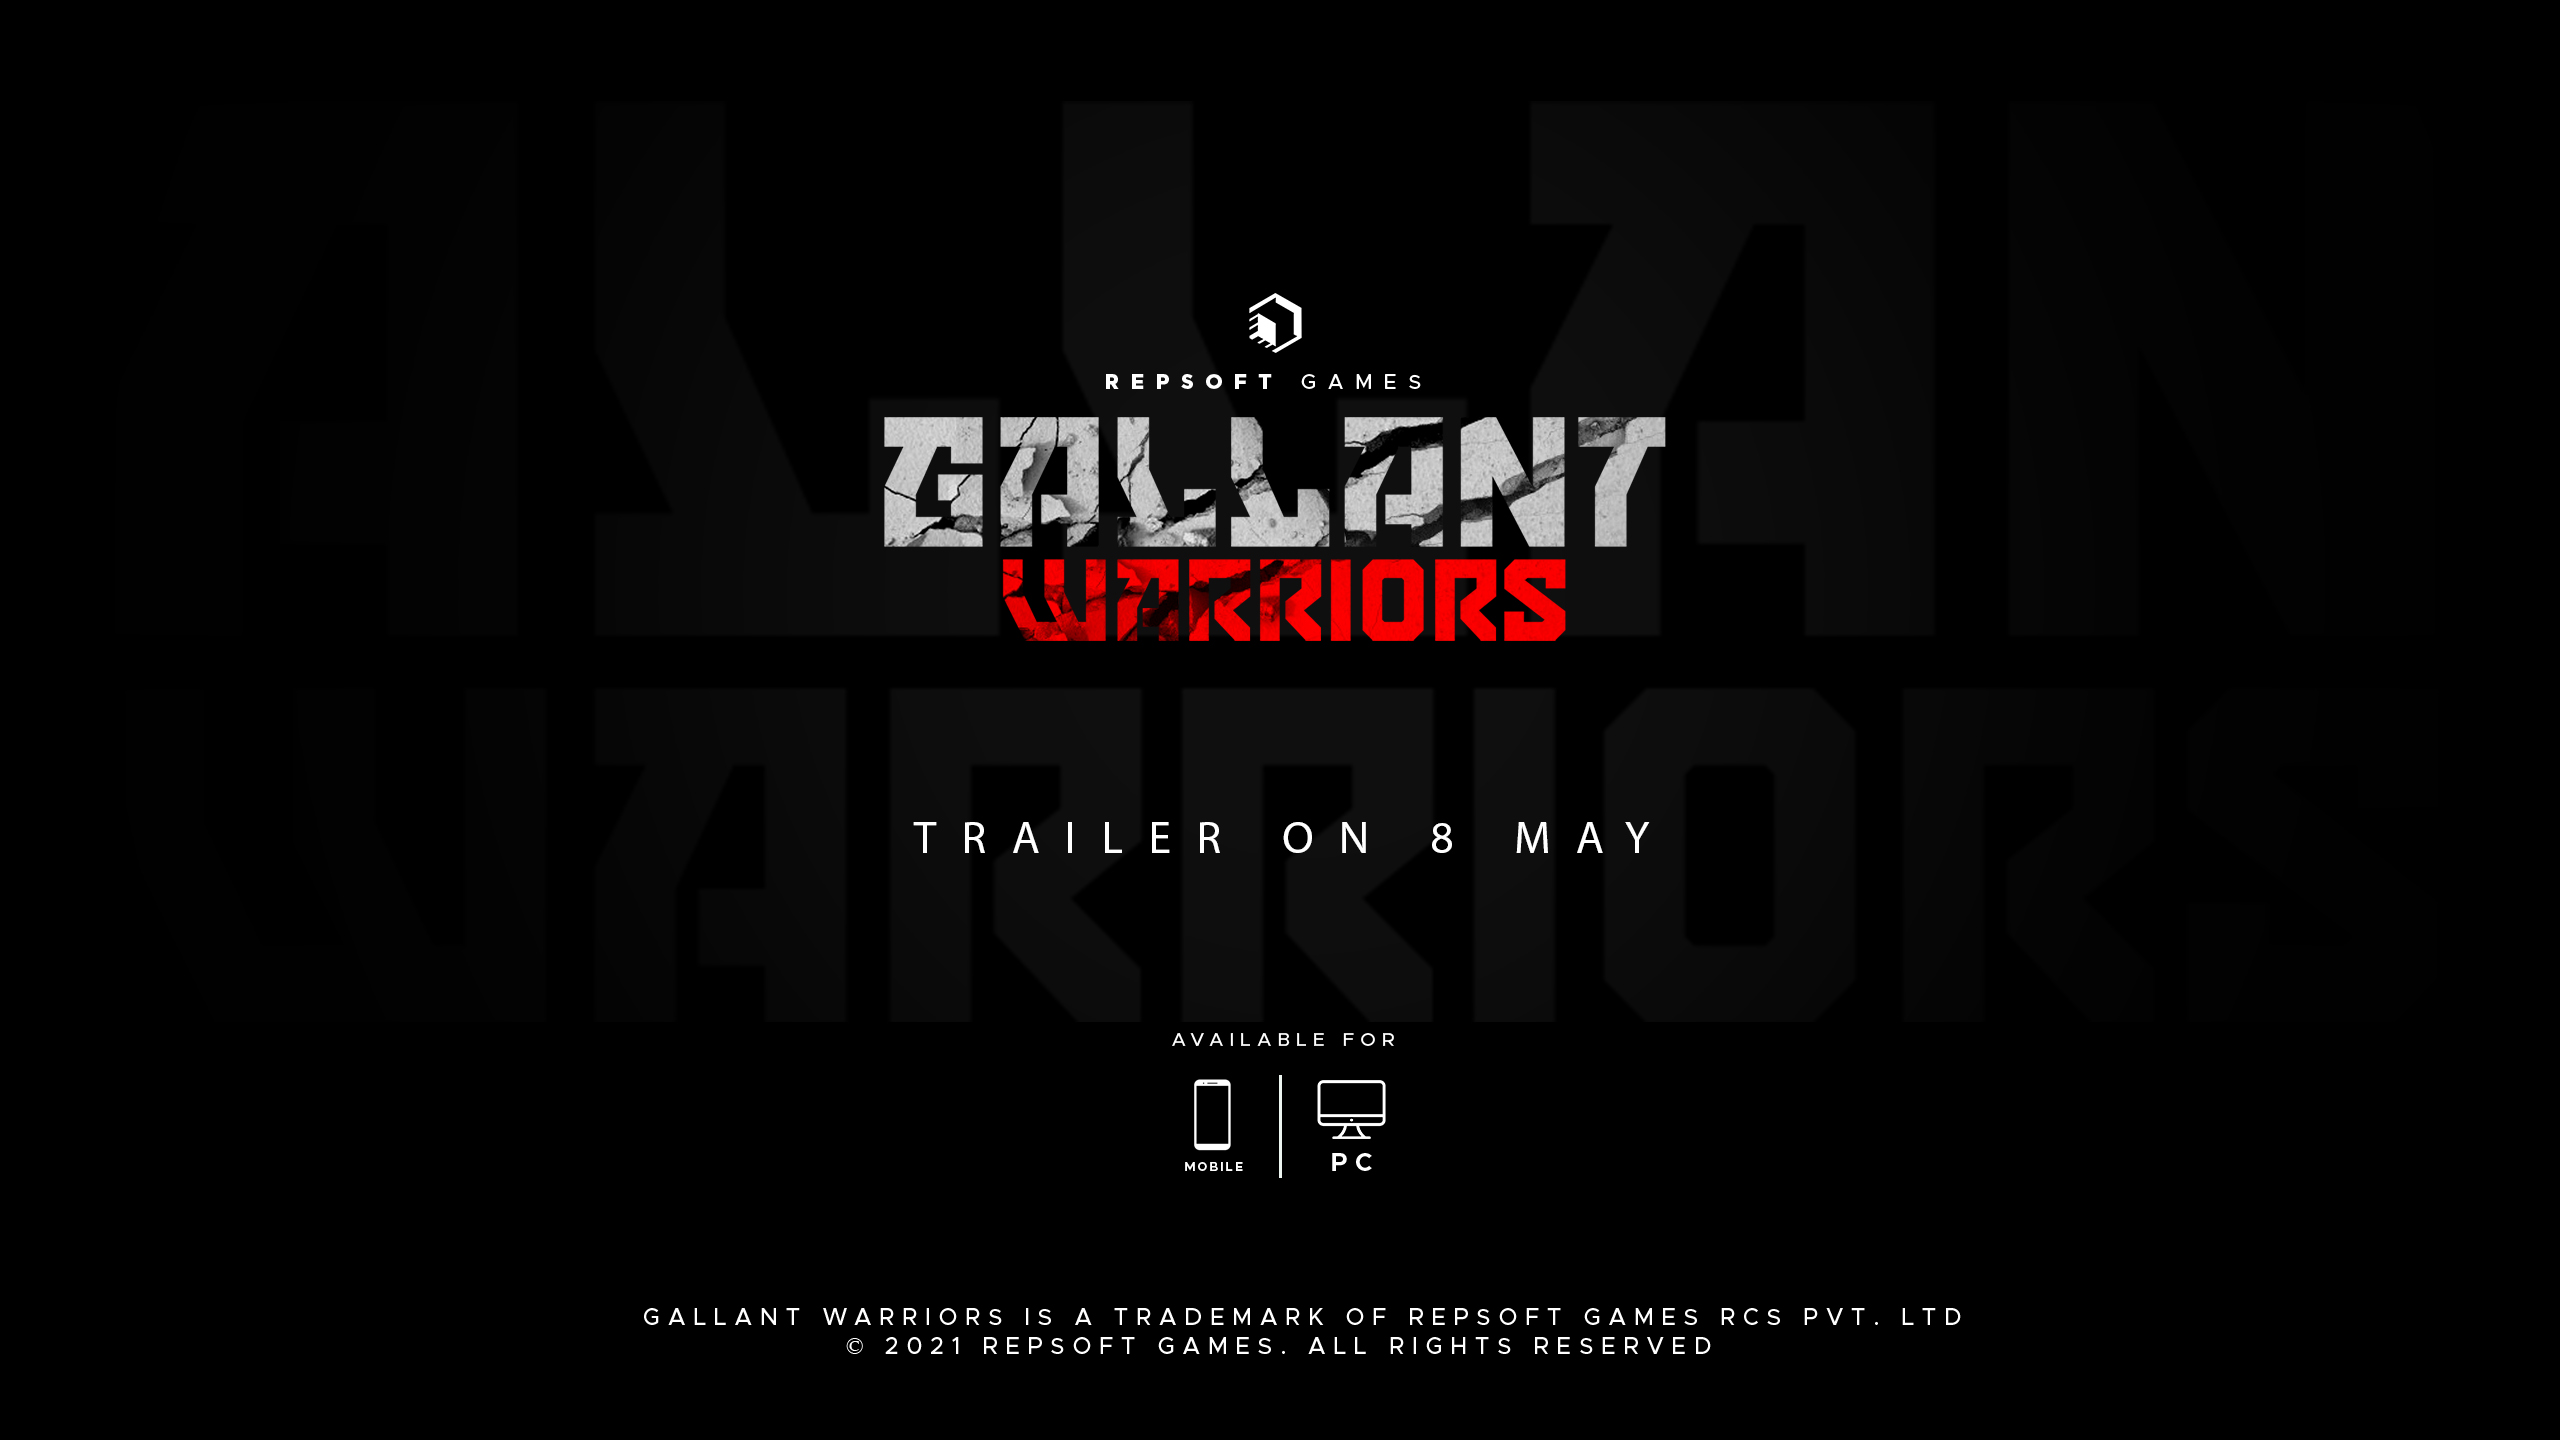 REPSOFT GAMES
GALLANT
WARRIORS
TRAILER ON 8 MAY
AVAILABLE FOR
MOBILE
PC
GALLANT WARRIORS IS A TRADEMARK OF REPSOFT GAMES RCS PVT. LTD
© 2021 REPSOFT GAMES. ALL RIGHTS RESERVED